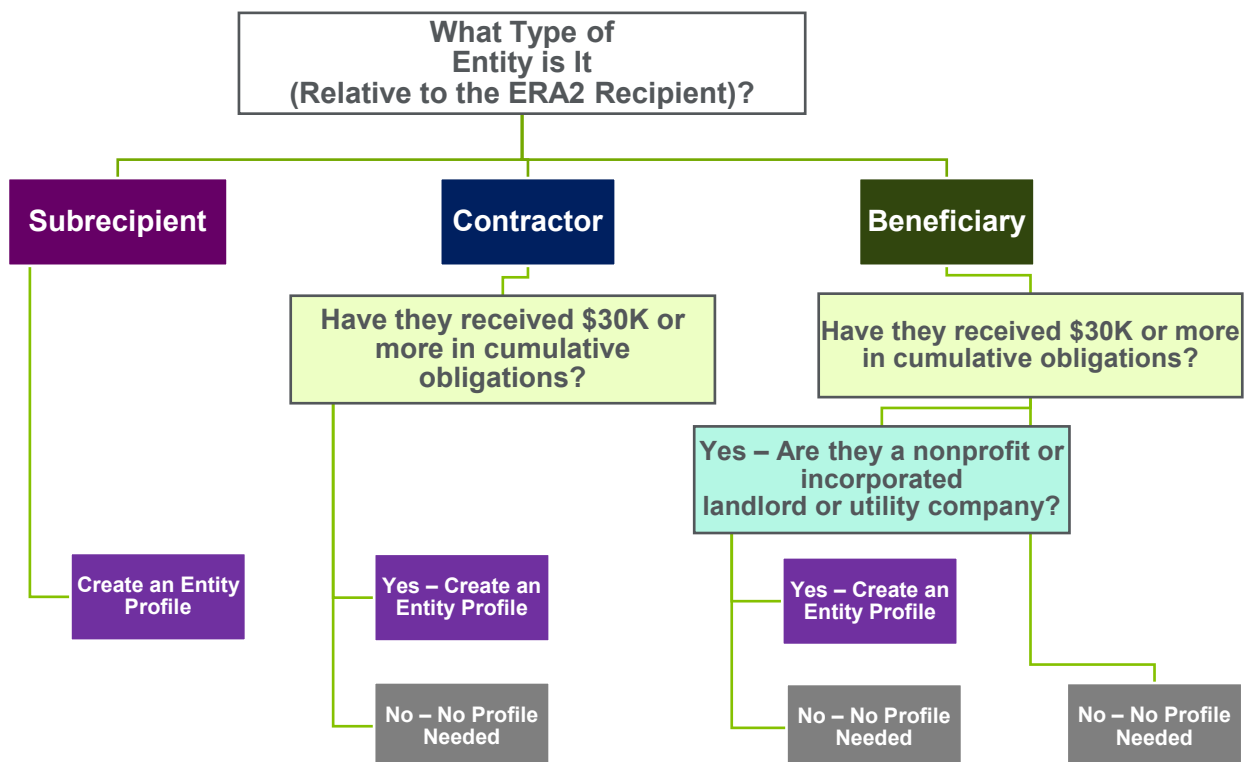 What Type of
Entity is It
(Relative to the ERA2 Recipient)?
Subrecipient
Contractor
Beneficiary
Have they received $30K or
more in cumulative
obligations?
Have they received $30K or more
in cumulative obligations?
Yes – Are they a nonprofit or
incorporated
landlord or utility company?
Create an Entity
Profile
Yes – Create an
Entity Profile
Yes – Create an
Entity Profile
No – No Profile
Needed
No – No Profile
Needed
No – No Profile
Needed